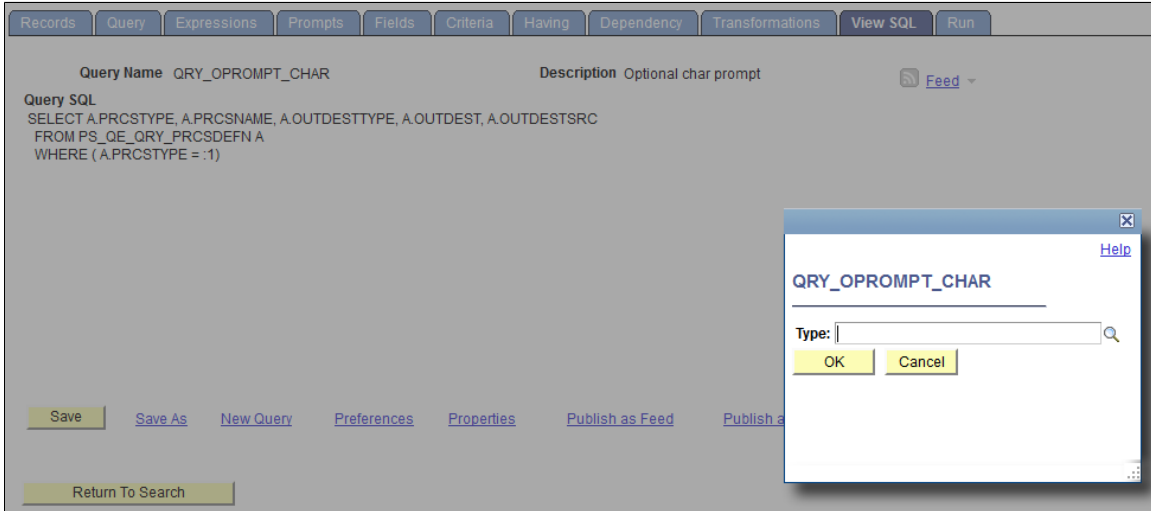 Records Query Expressions Prompts Fields Criteria Having Dependency Transformations View SQL Run
Query Name QRY_OPROMPT_CHAR Description Optional char prompt Feed
Query SQL
SELECT A.PRCSTYPE, A.PRCSNAME, A.OUTDESTTYPE, A.OUTDEST, A.OUTDESTSRC
FROM PS_QE_QRY_PRCSDEFN A
WHERE ( A.PRCSTYPE = :1)
Help
QRY_OPROMPT_CHAR
Type:
OK Cancel
Save Save As New Query Preferences Properties Publish as Feed Publish a
Return To Search